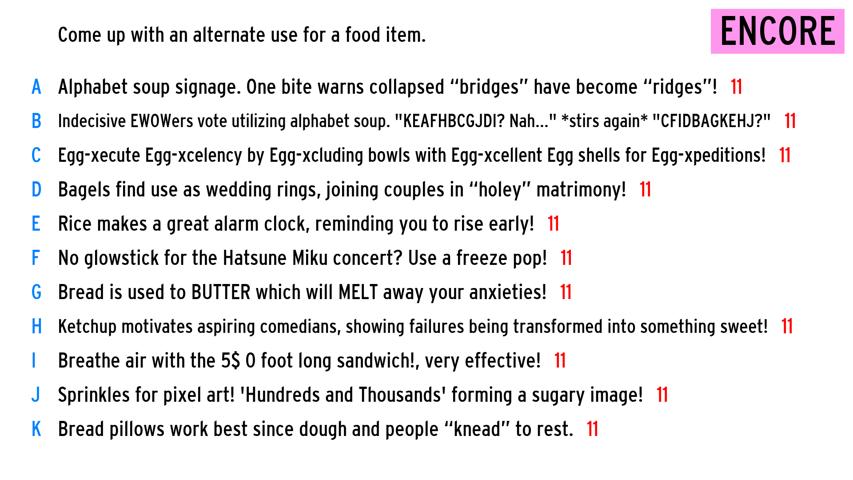 Come up with an alternate use for a food item.
ENCORE
A Alphabet soup signage. One bite warns collapsed “bridges” have become “ridges”! 11
B Indecisive EWOWers vote utilizing alphabet soup. "KEAFHBCGJDI? Nah..." *stirs again* "CFIDBAGKEHJ?" 11
C Egg-xecute Egg-xcelency by Egg-xcluding bowls with Egg-xcellent Egg shells for Egg-xpeditions! 11
D Bagels find use as wedding rings, joining couples in “holey” matrimony! 11
E Rice makes a great alarm clock, reminding you to rise early! 11
F No glowstick for the Hatsune Miku concert? Use a freeze pop! 11
G Bread is used to BUTTER which will MELT away your anxieties! 11
H Ketchup motivates aspiring comedians, showing failures being transformed into something sweet! 11
I Breathe air with the 5$ 0 foot long sandwich!, very effective! 11
J Sprinkles for pixel art! 'Hundreds and Thousands' forming a sugary image! 11
K Bread pillows work best since dough and people “knead” to rest. 11